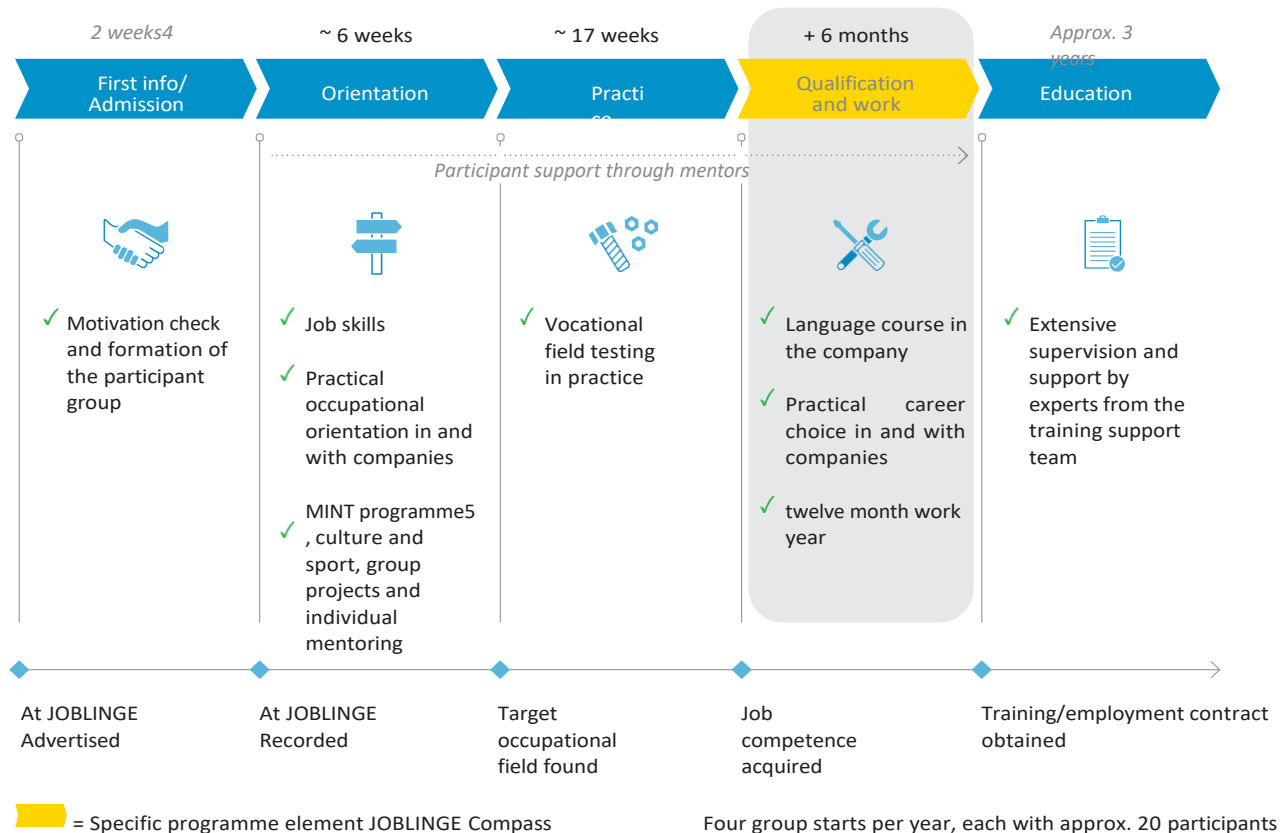 2 weeks4
~ 6 weeks
~ 17 weeks
+ 6 months
Approx. 3
years
First info/
Admission
Orientation
Practi
Qualification
and work
Education
Participant support through mentors
Motivation check
and formation of
the participant
group
Job skills
Practical
occupational
orientation in and
with companies
MINT programme5
, culture and
sport, group
projects and
individual
mentoring
Vocational
field testing
in practice
Language course in
the company
Practical career
choice in and with
companies
twelve month work
year
Extensive
supervision and
support by
experts from the
training support
team
At JOBLINGE
Advertised
At JOBLINGE
Recorded
Target
occupational
field found
Job
competence
acquired
Training/employment contract
obtained
= Specific programme element JOBLINGE Compass
Four group starts per year, each with approx. 20 participants